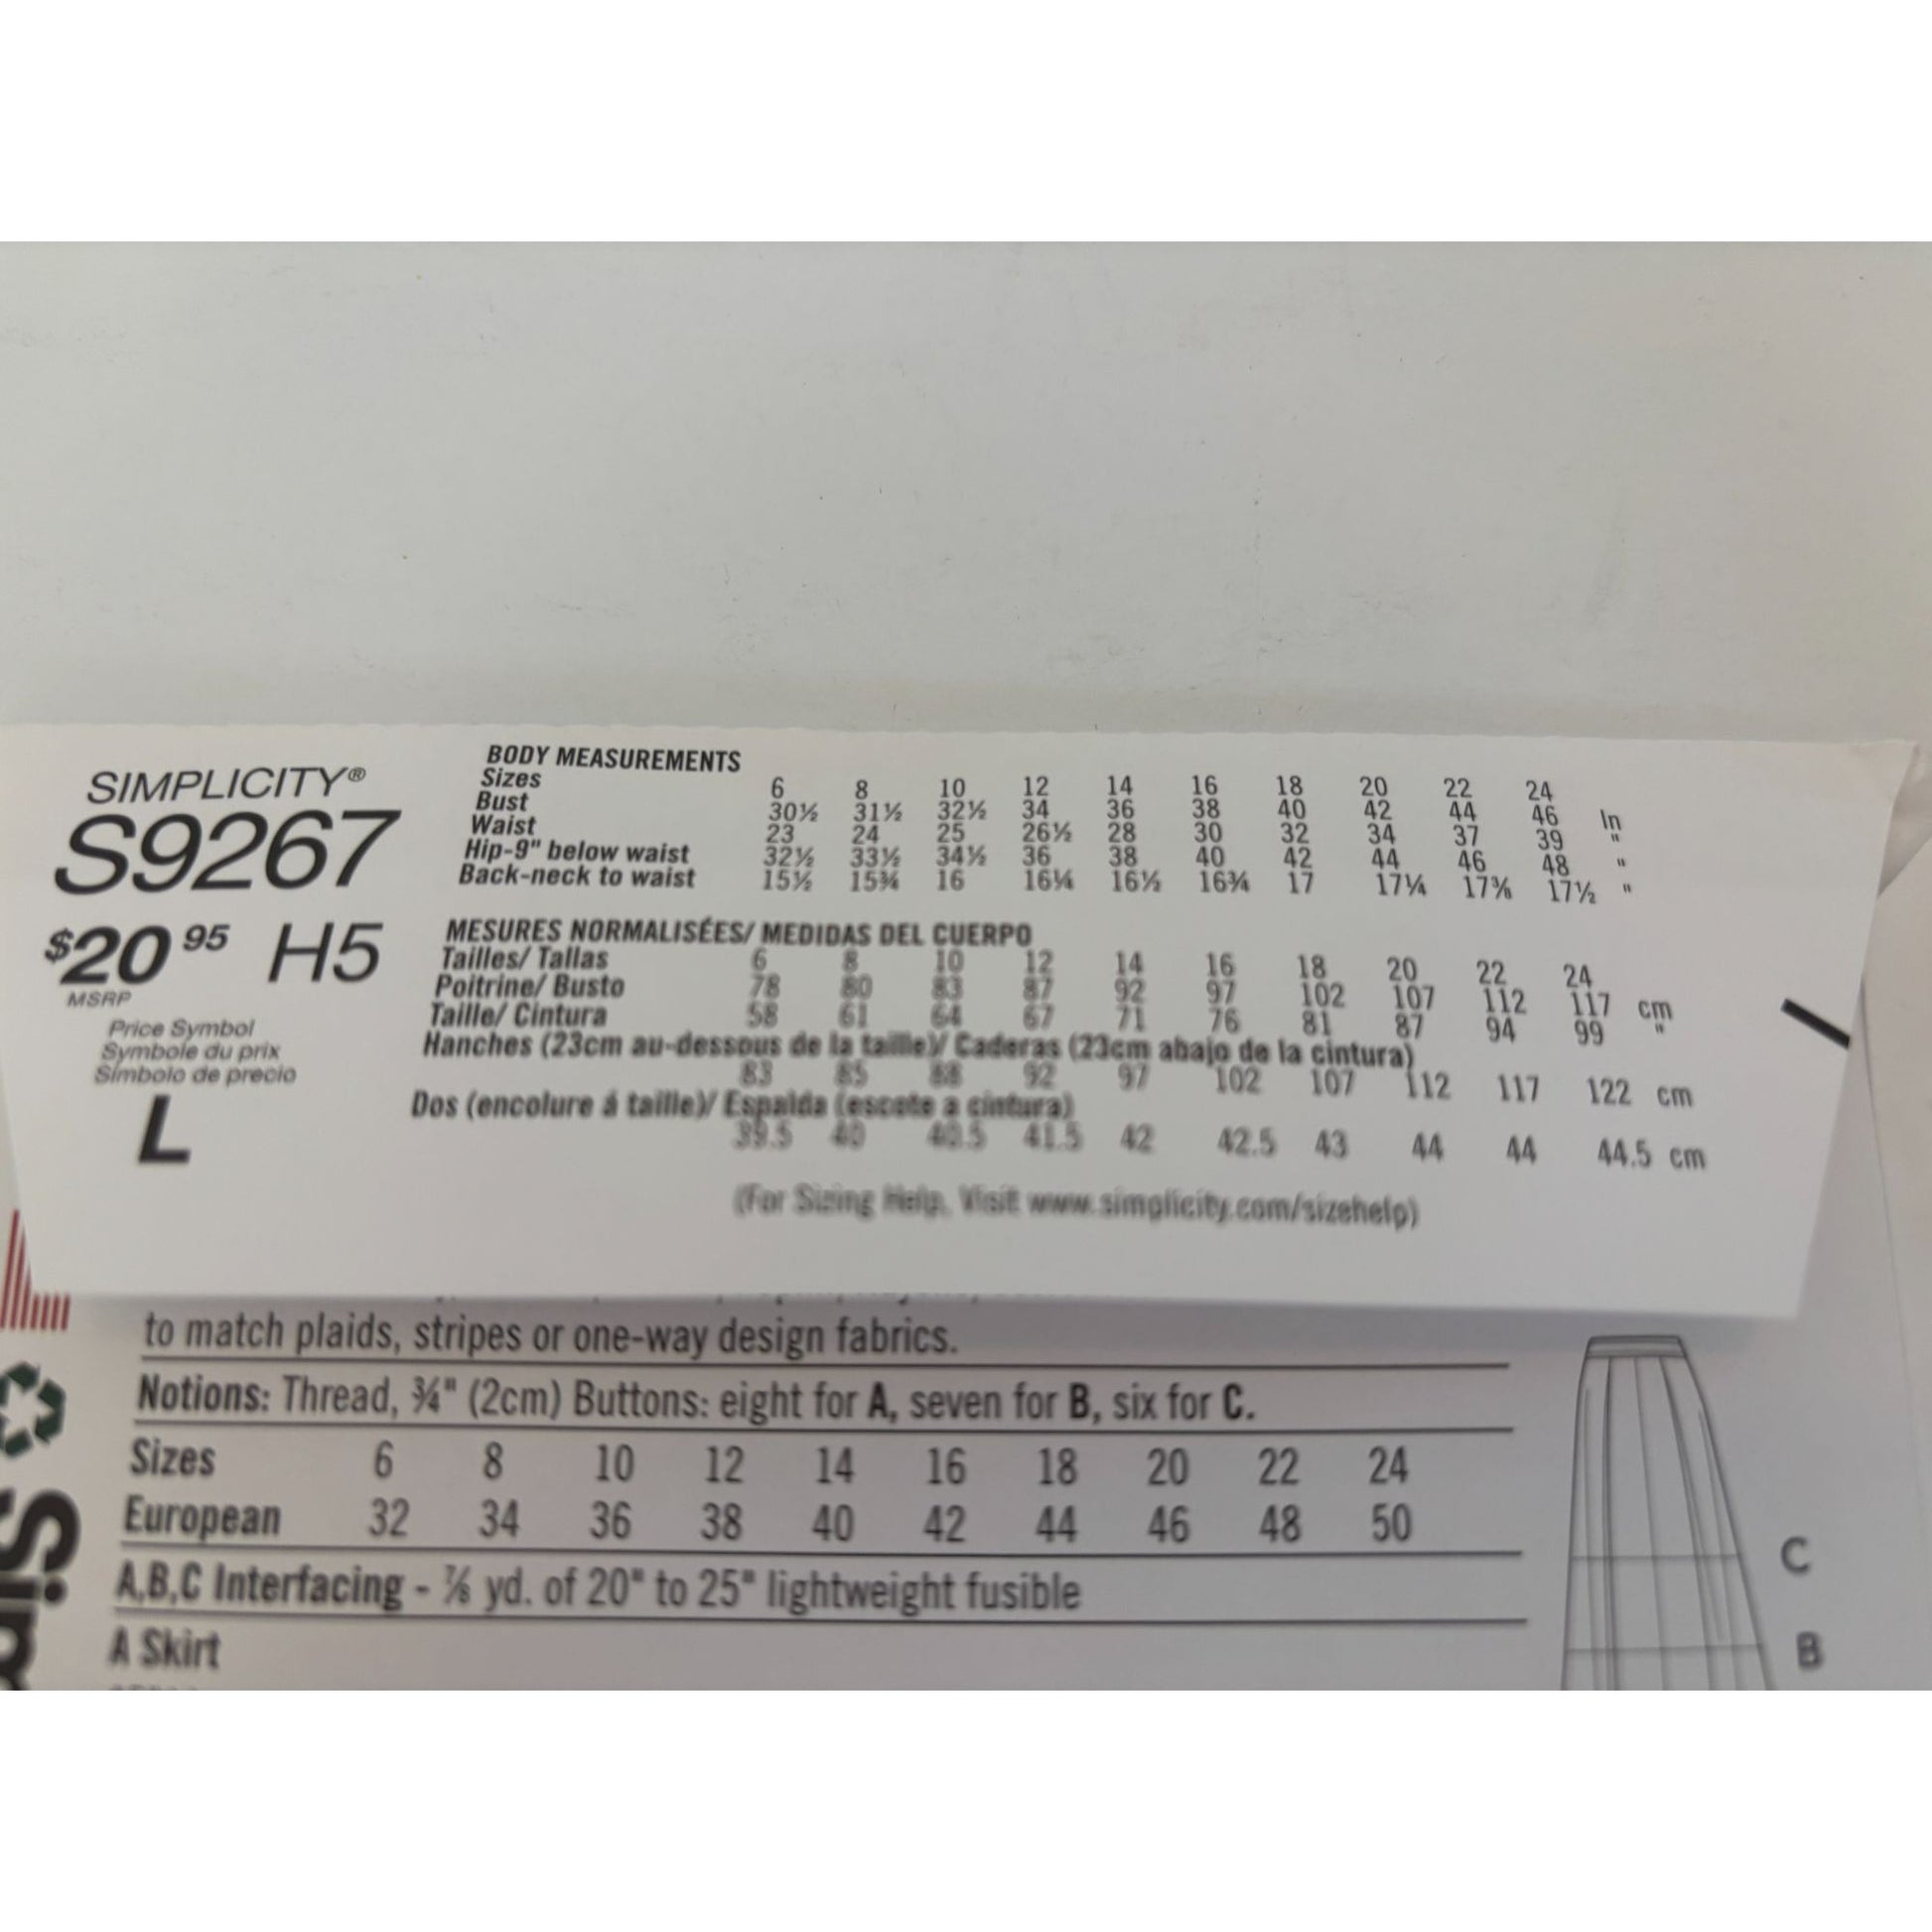 SIMPLICITY®
S9267
$20 95 H5
MSRP
Price Symbol
Symbole du prix
Símbolo de precio
L
BODY MEASUREMENTS
Sizes 6 8 10 12 14 16 18 20 22 24
Bust 30½ 31½ 32½ 34 36 38 40 42 44 46 In
Waist 23 24 25 26½ 28 30 32 34 37 39 "
Hip-9" below waist 32½ 33½ 34½ 36 38 40 42 44 46 48 "
Back-neck to waist 15½ 15¾ 16 16¼ 16½ 16¾ 17 17¼ 17⅜ 17½ "
MESURES NORMALISÉES/ MEDIDAS DEL CUERPO
Tailles/ Tallas 6 8 10 12 14 16 18 20 22 24
Poitrine/ Busto 78 80 83 87 92 97 102 107 112 117 cm
Taille/ Cintura 58 61 64 67 71 76 81 87 94 99 "
Hanches (23cm au-dessous de la taille)/ Caderas (23cm abajo de la cintura)
83 85 88 92 97 102 107 112 117 122 cm
Dos (encolure á taille)/ Espalda (escote a cintura)
39.5 40 40.5 41.5 42 42.5 43 44 44 44.5 cm
(For Sizing Help, Visit www.simplicity.com/sizehelp)
to match plaids, stripes or one-way design fabrics.
Notions: Thread, ¾" (2cm) Buttons: eight for A, seven for B, six for C.
Sizes 6 8 10 12 14 16 18 20 22 24
European 32 34 36 38 40 42 44 46 48 50
A,B,C Interfacing - ⅞ yd. of 20" to 25" lightweight fusible
A Skirt
C
B